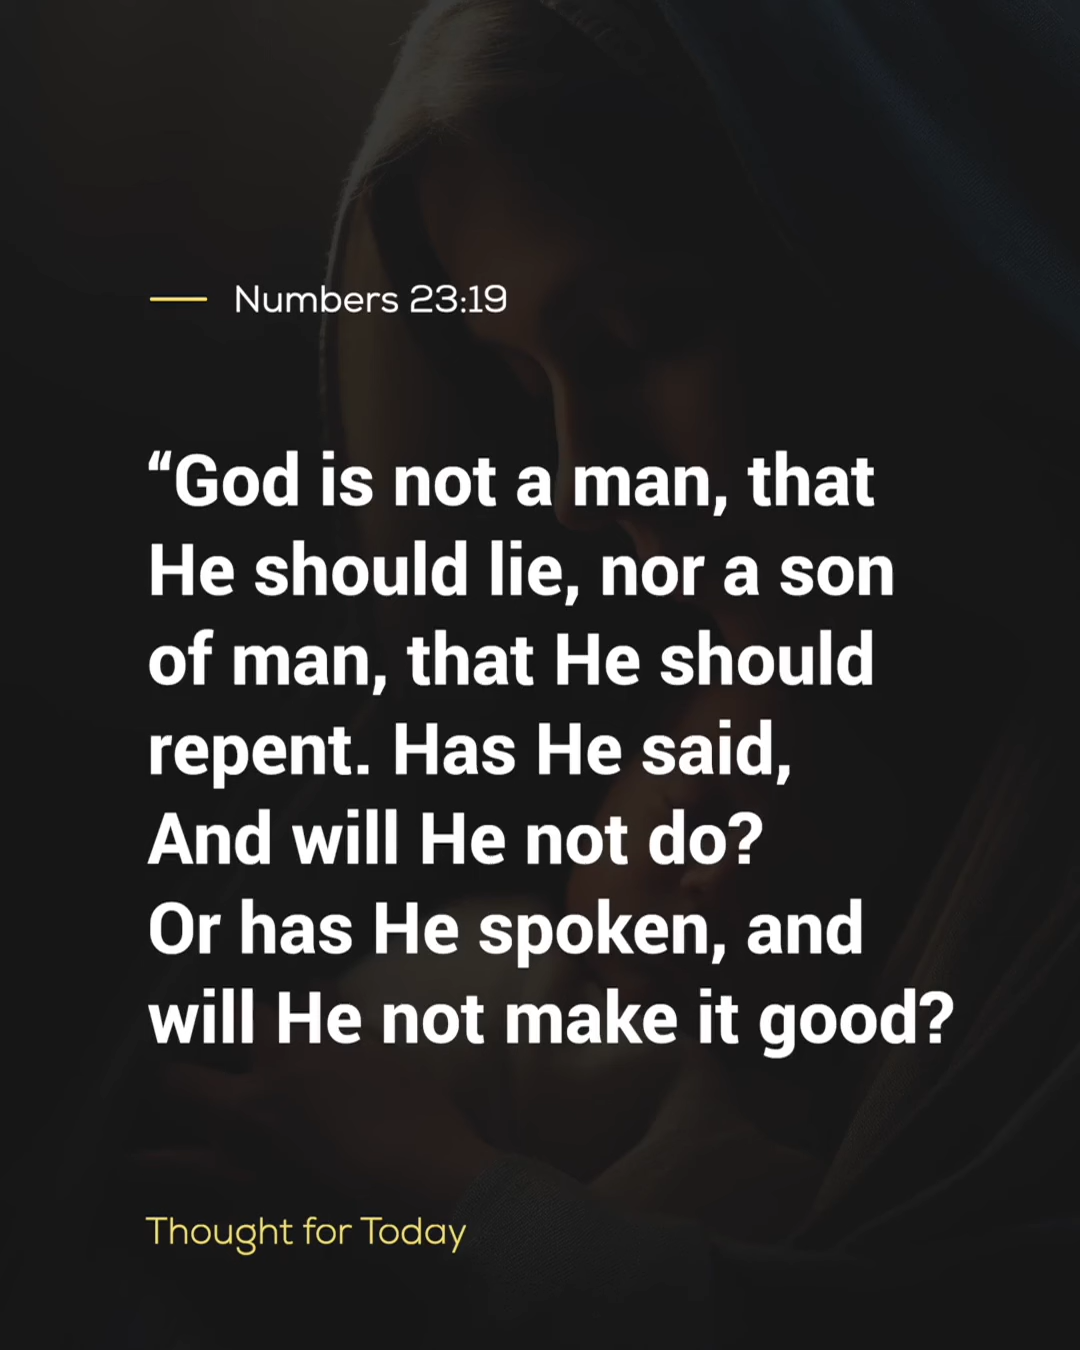 Numbers 23:19
“God is not a man, that
He should lie, nor a son
of man, that He should
repent. Has He said,
And will He not do?
Or has He spoken, and
will He not make it good?
Thought for Today